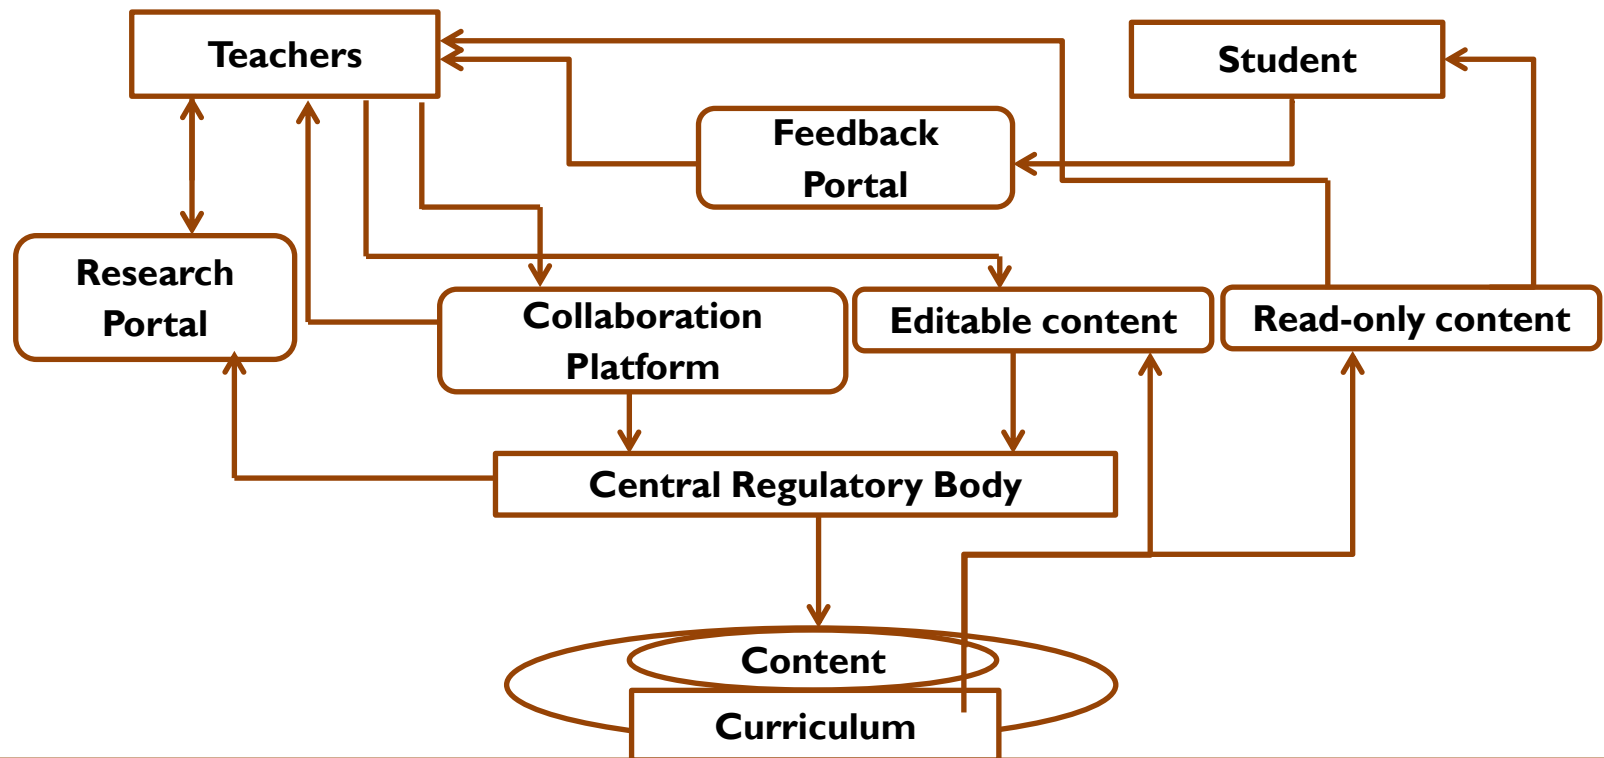 Teachers
Student
Feedback
Portal
Research
Portal
Collaboration
Platform
Editable content
Read-only content
Central Regulatory Body
Content
Curriculum